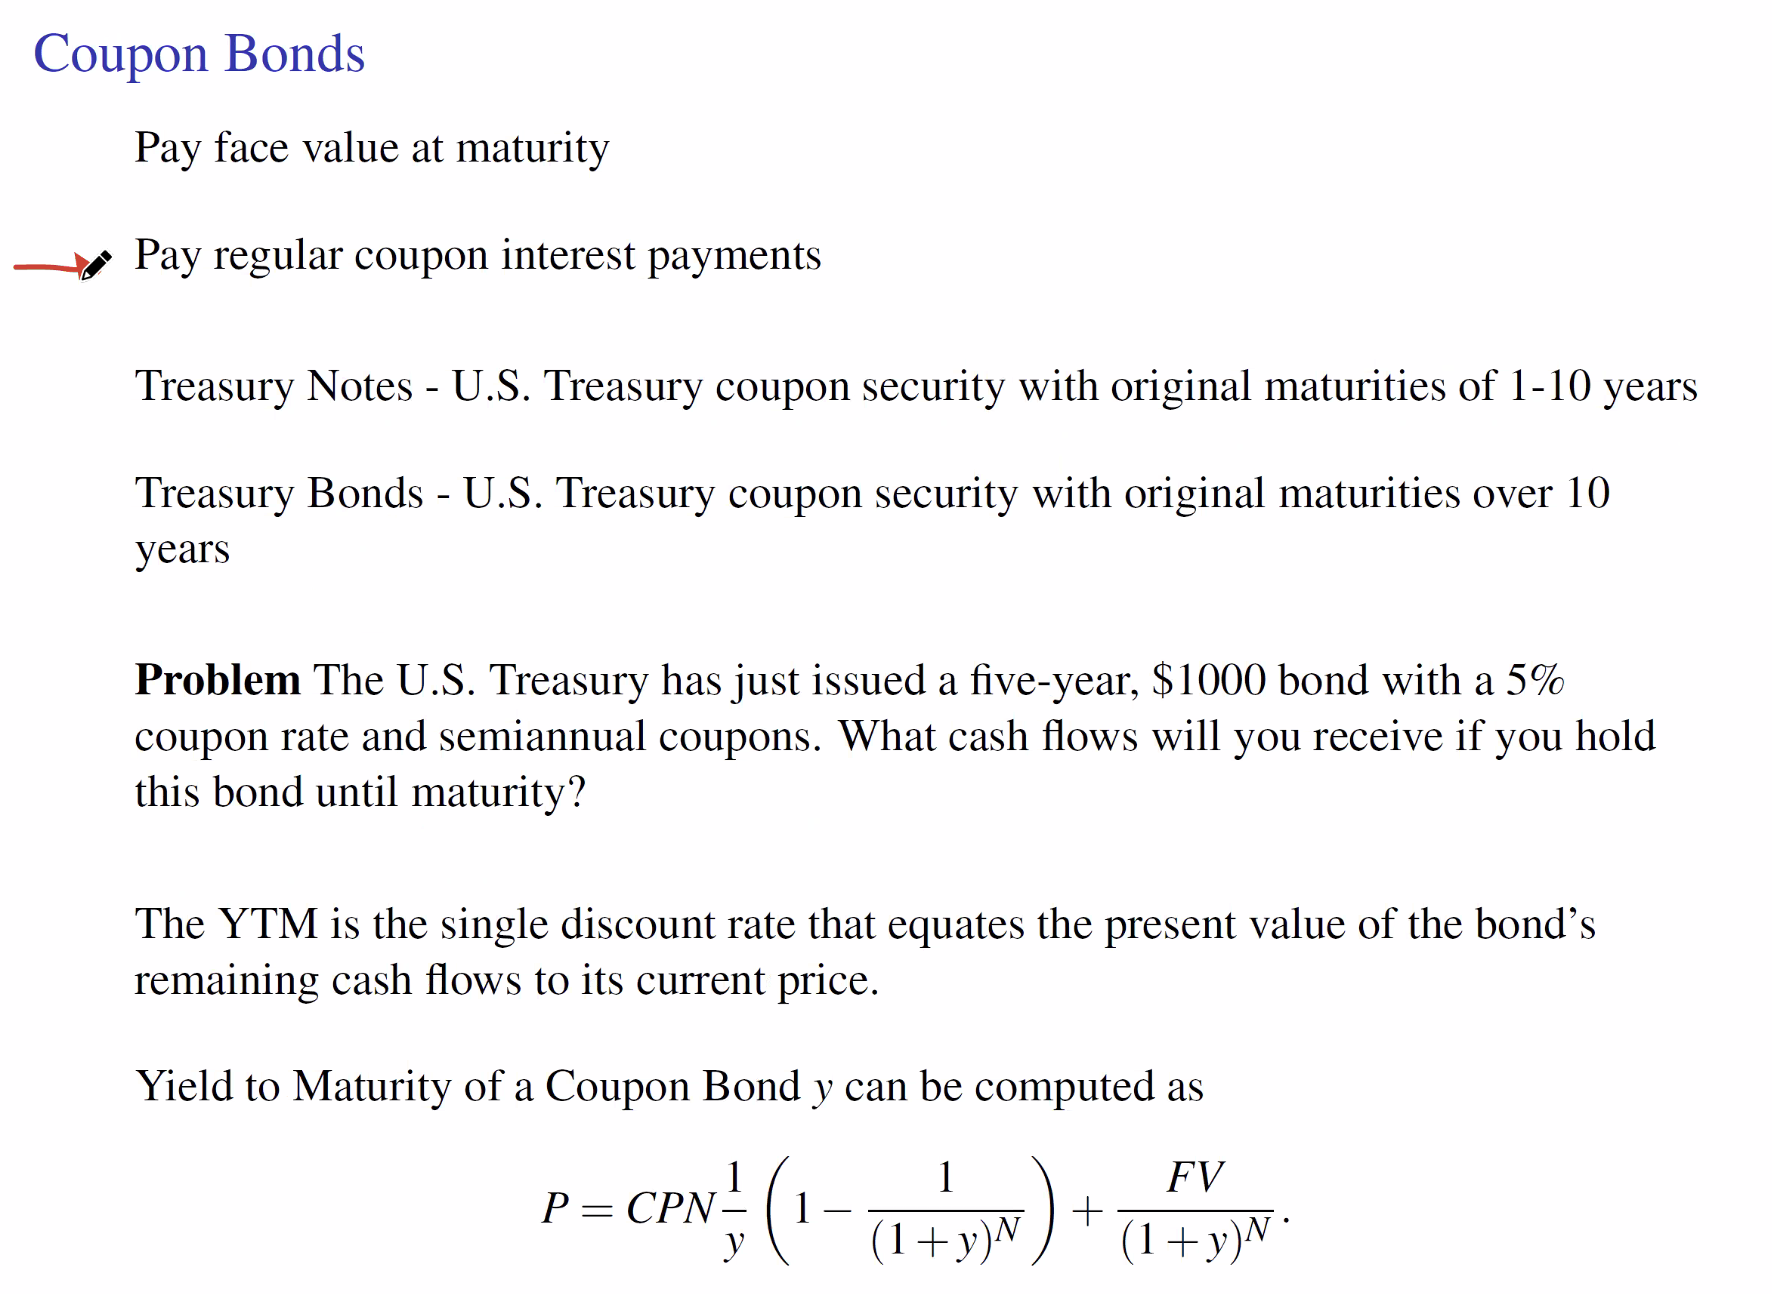 Coupon Bonds
Pay face value at maturity
Pay regular coupon interest payments
Treasury Notes - U.S. Treasury coupon security with original maturities of 1-10 years
Treasury Bonds - U.S. Treasury coupon security with original maturities over 10
years
Problem The U.S. Treasury has just issued a five-year, $1000 bond with a 5%
coupon rate and semiannual coupons. What cash flows will you receive if you hold
this bond until maturity?
The YTM is the single discount rate that equates the present value of the bond's
remaining cash flows to its current price.
Yield to Maturity of a Coupon Bond y can be computed as
P = CPN \frac{1}{y} \left( 1 - \frac{1}{(1+y)^N} \right) + \frac{FV}{(1+y)^N}.